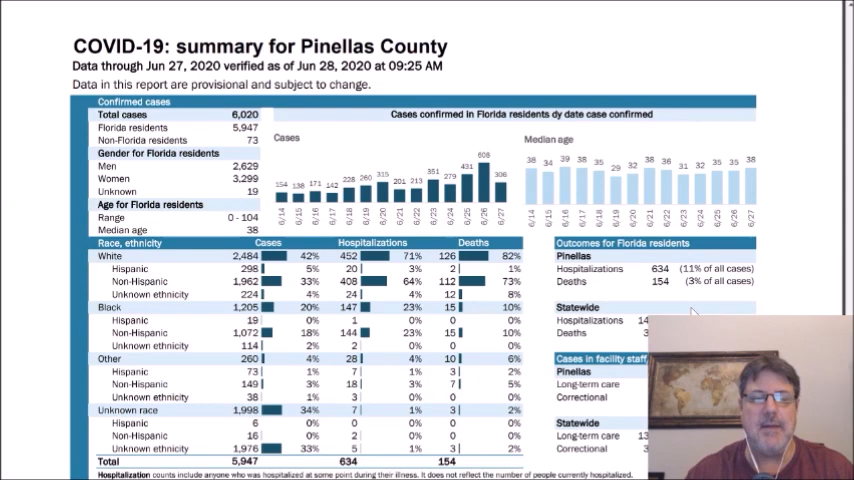 COVID-19: summary for Pinellas County
Data through Jun 27, 2020 verified as of Jun 28, 2020 at 09:25 AM
Data in this report are provisional and subject to change.
Confirmed cases
Total cases 6,020
Florida residents 5,947
Non-Florida residents 73
Gender for Florida residents
Men 2,629
Women 3,299
Unknown 19
Age for Florida residents
Range 0 - 104
Median age 38
Cases confirmed in Florida residents by date case confirmed
Cases
154 138 171 142 228 260 315 201 213 351 279 431 608 306
6/14 6/15 6/16 6/17 6/18 6/19 6/20 6/21 6/22 6/23 6/24 6/25 6/26 6/27
Median age
38 34 39 38 35 29 32 38 36 31 32 35 35 38
6/14 6/15 6/16 6/17 6/18 6/19 6/20 6/21 6/22 6/23 6/24 6/25 6/26 6/27
Race, ethnicity Cases Hospitalizations Deaths
White 2,484 42% 452 71% 126 82%
Hispanic 298 5% 20 3% 2 1%
Non-Hispanic 1,962 33% 408 64% 112 73%
Unknown ethnicity 224 4% 24 4% 12 8%
Black 1,205 20% 147 23% 15 10%
Hispanic 19 0% 1 0% 0 0%
Non-Hispanic 1,072 18% 144 23% 15 10%
Unknown ethnicity 114 2% 2 0% 0 0%
Other 260 4% 28 4% 10 6%
Hispanic 73 1% 7 1% 3 2%
Non-Hispanic 149 3% 18 3% 7 5%
Unknown ethnicity 38 1% 3 0% 0 0%
Unknown race 1,998 34% 7 1% 3 2%
Hispanic 6 0% 0 0% 0 0%
Non-Hispanic 16 0% 2 0% 0 0%
Unknown ethnicity 1,976 33% 5 1% 3 2%
Total 5,947 634 154
Hospitalization counts include anyone who was hospitalized at some point during their illness. It does not reflect the number of people currently hospitalized.
Outcomes for Florida residents
Pinellas
Hospitalizations 634 (11% of all cases)
Deaths 154 (3% of all cases)
Statewide
Hospitalizations 14
Deaths 3
Cases in facility staff
Pinellas
Long-term care
Correctional
Statewide
Long-term care 13
Correctional 3